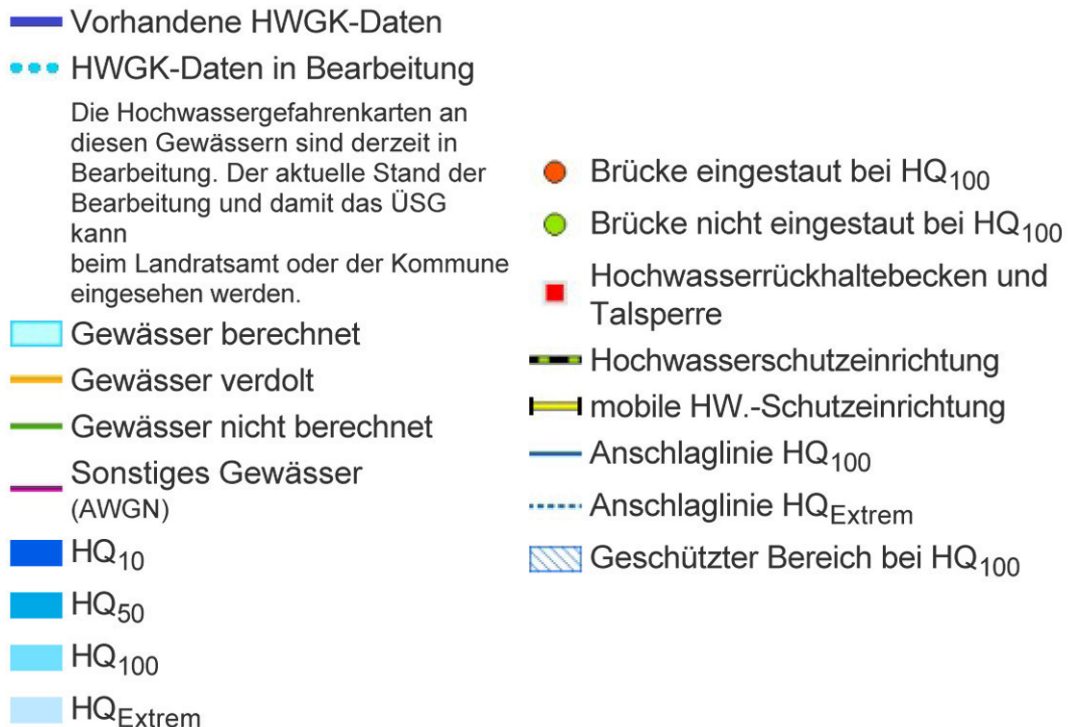 Vorhandene HWGK-Daten
HWGK-Daten in Bearbeitung
Die Hochwassergefahrenkarten an
diesen Gewässern sind derzeit in
Bearbeitung. Der aktuelle Stand der
Bearbeitung und damit das ÜSG
kann
beim Landratsamt oder der Kommune
eingesehen werden.
Gewässer berechnet
Gewässer verdolt
Gewässer nicht berechnet
Sonstiges Gewässer
(AWGN)
HQ10
HQ50
HQ100
HQExtrem
Brücke eingestaut bei HQ100
Brücke nicht eingestaut bei HQ100
Hochwasserrückhaltebecken und
Talsperre
Hochwasserschutzeinrichtung
mobile HW.-Schutzeinrichtung
Anschlaglinie HQ100
Anschlaglinie HQExtrem
Geschützter Bereich bei HQ100